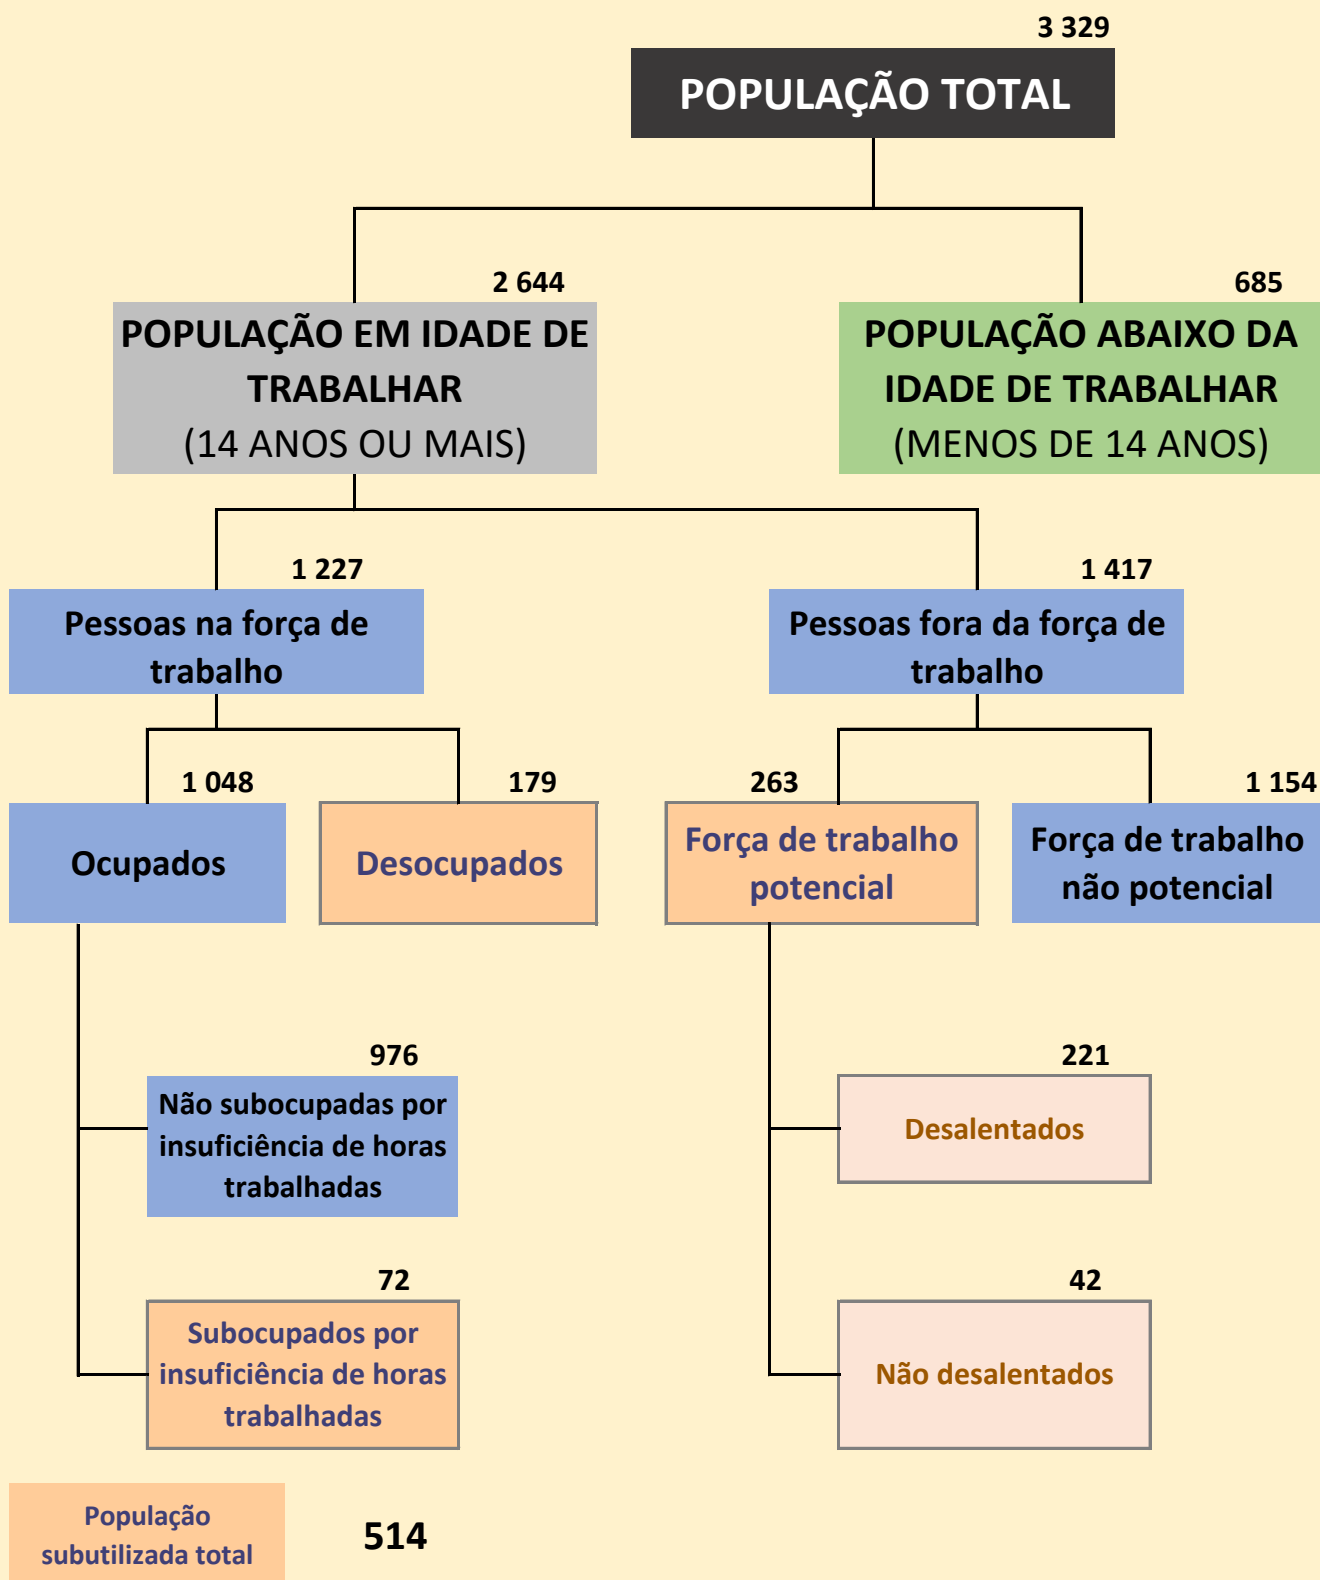 3 329
POPULAÇÃO TOTAL
2 644
POPULAÇÃO EM IDADE DE
TRABALHAR
(14 ANOS OU MAIS)
685
POPULAÇÃO ABAIXO DA
IDADE DE TRABALHAR
(MENOS DE 14 ANOS)
1 227
Pessoas na força de
trabalho
1 417
Pessoas fora da força de
trabalho
1 048
Ocupados
179
Desocupados
263
Força de trabalho
potencial
1 154
Força de trabalho
não potencial
976
Não subocupadas por
insuficiência de horas
trabalhadas
221
Desalentados
72
Subocupados por
insuficiência de horas
trabalhadas
42
Não desalentados
População
subutilizada total
514